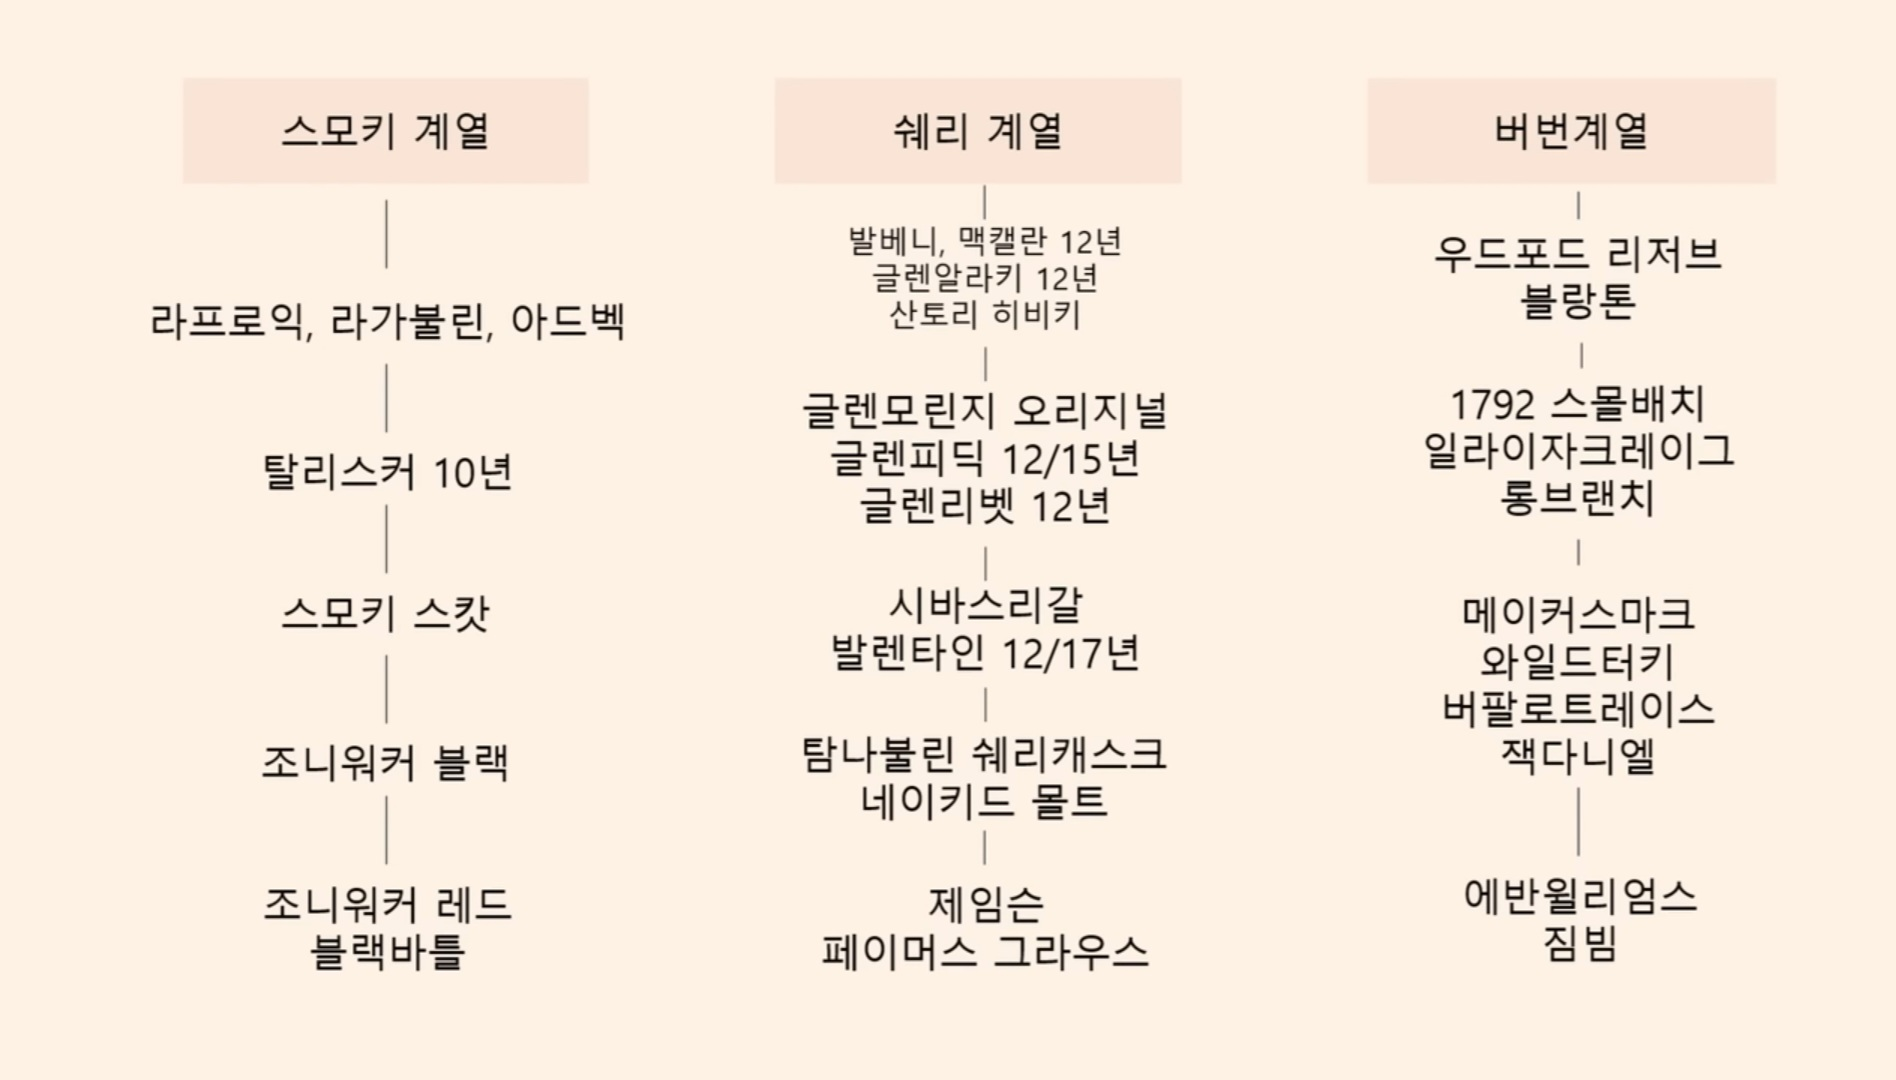 스모키 계열
라프로익, 라가불린, 아드벡
탈리스커 10년
스모키 스캇
조니워커 블랙
조니워커 레드
블랙바틀
쉐리 계열
발베니, 맥캘란 12년
글렌알라키 12년
산토리 히비키
글렌모린지 오리지널
글렌피딕 12/15년
글렌리벳 12년
시바스리갈
발렌타인 12/17년
탐나불린 쉐리캐스크
네이키드 몰트
제임슨
페이머스 그라우스
버번계열
우드포드 리저브
블랑톤
1792 스몰배치
일라이자크레이그
롱브랜치
메이커스마크
와일드터키
버팔로트레이스
잭다니엘
에반윌리엄스
짐빔